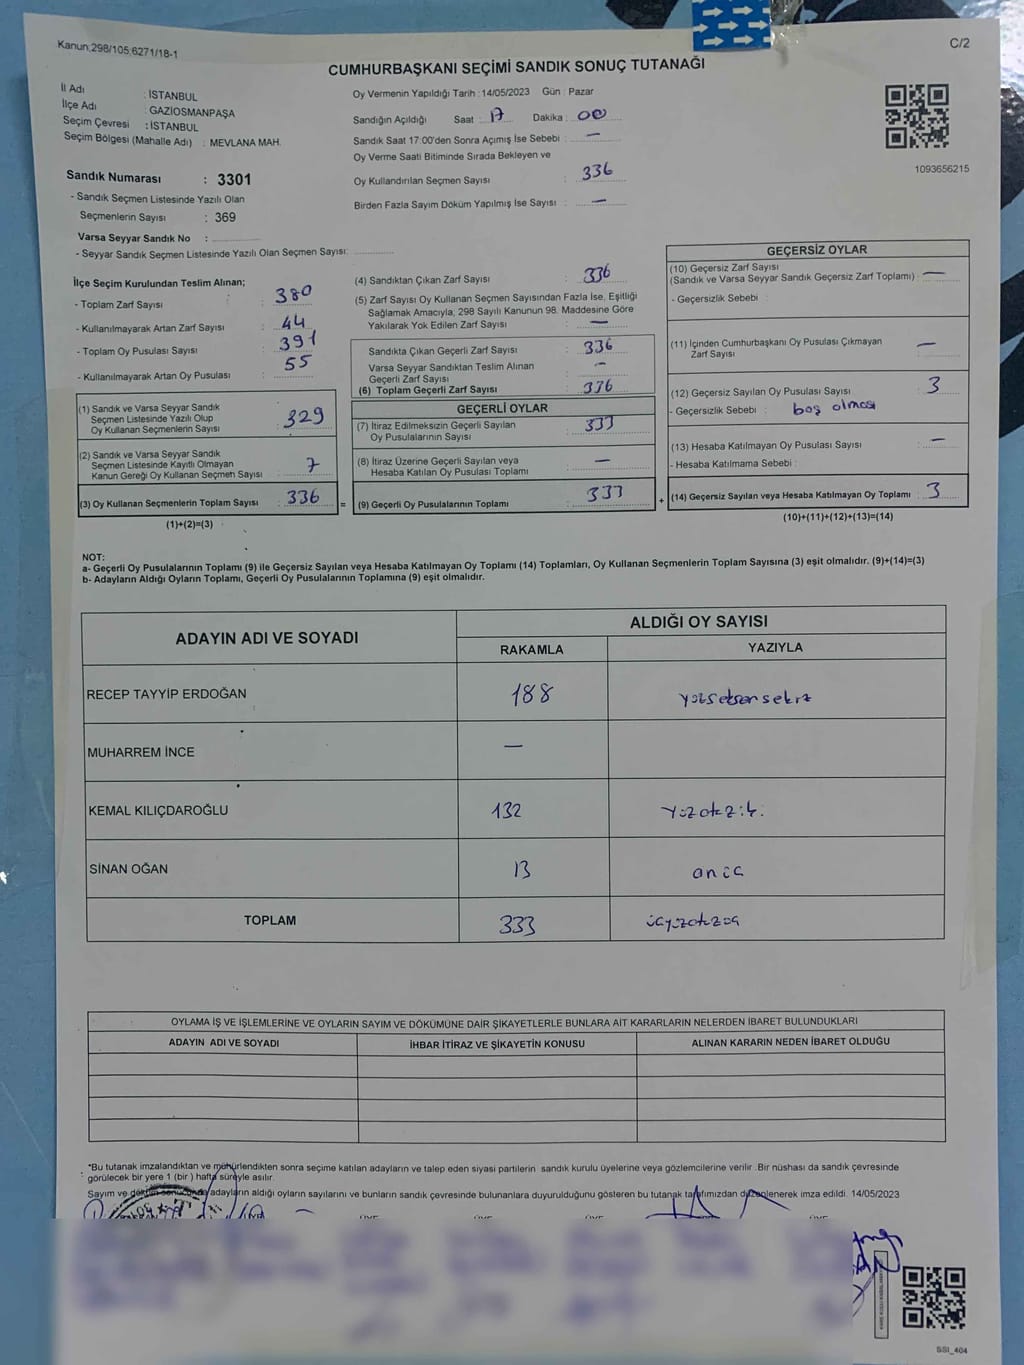 Kanun;298/105;6271/18-1
C/2
CUMHURBAŞKANI SEÇİMİ SANDIK SONUÇ TUTANAĞI
İl Adı : İSTANBUL
İlçe Adı : GAZİOSMANPAŞA
Seçim Çevresi : İSTANBUL
Seçim Bölgesi (Mahalle Adı) : MEVLANA MAH.
Oy Vermenin Yapıldığı Tarih :14/05/2023 Gün : Pazar
Sandığın Açıldığı Saat : 17 Dakika : 00
Sandık Saat 17:00'den Sonra Açımış İse Sebebi : —
Oy Verme Saati Bitiminde Sırada Bekleyen ve
Oy Kullandırılan Seçmen Sayısı : 336
Birden Fazla Sayım Döküm Yapılmış İse Sayısı : —
1093656215
Sandık Numarası : 3301
- Sandık Seçmen Listesinde Yazılı Olan
Seçmenlerin Sayısı : 369
Varsa Seyyar Sandık No :
- Seyyar Sandık Seçmen Listesinde Yazılı Olan Seçmen Sayısı:
İlçe Seçim Kurulundan Teslim Alınan;
- Toplam Zarf Sayısı : 380
- Kullanılmayarak Artan Zarf Sayısı : 44
- Toplam Oy Pusulası Sayısı : 391
- Kullanılmayarak Artan Oy Pusulası : 55
(1) Sandık ve Varsa Seyyar Sandık
Seçmen Listesinde Yazılı Olup
Oy Kullanan Seçmenlerin Sayısı : 329
(2) Sandık ve Varsa Seyyar Sandık
Seçmen Listesinde Kayıtlı Olmayan
Kanun Gereği Oy Kullanan Seçmen Sayısı : 7
(3) Oy Kullanan Seçmenlerin Toplam Sayısı : 336
(1)+(2)=(3)
=
(4) Sandıktan Çıkan Zarf Sayısı : 336
(5) Zarf Sayısı Oy Kullanan Seçmen Sayısından Fazla İse, Eşitliği
Sağlamak Amacıyla, 298 Sayılı Kanunun 98. Maddesine Göre
Yakılarak Yok Edilen Zarf Sayısı : —
Sandıkta Çıkan Geçerli Zarf Sayısı : 336
Varsa Seyyar Sandıktan Teslim Alınan
Geçerli Zarf Sayısı : —
(6) Toplam Geçerli Zarf Sayısı : 336
GEÇERLİ OYLAR
(7) İtiraz Edilmeksizin Geçerli Sayılan
Oy Pusulalarının Sayısı : 333
(8) İtiraz Üzerine Geçerli Sayılan veya
Hesaba Katılan Oy Pusulası Toplamı : —
(9) Geçerli Oy Pusulalarının Toplamı : 333
+
GEÇERSİZ OYLAR
(10) Geçersiz Zarf Sayısı
(Sandık ve Varsa Seyyar Sandık Geçersiz Zarf Toplamı) : —
- Geçersizlik Sebebi :
(11) İçinden Cumhurbaşkanı Oy Pusulası Çıkmayan
Zarf Sayısı : —
(12) Geçersiz Sayılan Oy Pusulası Sayısı : 3
- Geçersizlik Sebebi : boş olması
(13) Hesaba Katılmayan Oy Pusulası Sayısı : —
- Hesaba Katılmama Sebebi :
(14) Geçersiz Sayılan veya Hesaba Katılmayan Oy Toplamı : 3
(10)+(11)+(12)+(13)=(14)
NOT:
a- Geçerli Oy Pusulalarının Toplamı (9) ile Geçersiz Sayılan veya Hesaba Katılmayan Oy Toplamı (14) Toplamları, Oy Kullanan Seçmenlerin Toplam Sayısına (3) eşit olmalıdır. (9)+(14)=(3)
b- Adayların Aldığı Oyların Toplamı, Geçerli Oy Pusulalarının Toplamına (9) eşit olmalıdır.
ADAYIN ADI VE SOYADI
ALDIĞI OY SAYISI
RAKAMLA YAZIYLA
RECEP TAYYİP ERDOĞAN 188 yüzseksensekiz
MUHARREM İNCE —
KEMAL KILIÇDAROĞLU 132 Yüzotuziki.
SİNAN OĞAN 13 onüç
TOPLAM 333 üçyüzotuzüç
OYLAMA İŞ VE İŞLEMLERİNE VE OYLARIN SAYIM VE DÖKÜMÜNE DAİR ŞİKAYETLERLE BUNLARA AİT KARARLARIN NELERDEN İBARET BULUNDUKLARI
ADAYIN ADI VE SOYADI İHBAR İTİRAZ VE ŞİKAYETİN KONUSU ALINAN KARARIN NEDEN İBARET OLDUĞU
*Bu tutanak imzalandıktan ve mühürlendikten sonra seçime katılan adayların ve talep eden siyasi partilerin sandık kurulu üyelerine veya gözlemcilerine verilir .Bir nüshası da sandık çevresinde
görülecek bir yere 1 (bir ) hafta süreyle asılır.
Sayım ve döküm sonucunda adayların aldığı oyların sayılarını ve bunların sandık çevresinde bulunanlara duyurulduğunu gösteren bu tutanak tarafımızdan düzenlenerek imza edildi. 14/05/2023
SSI_404